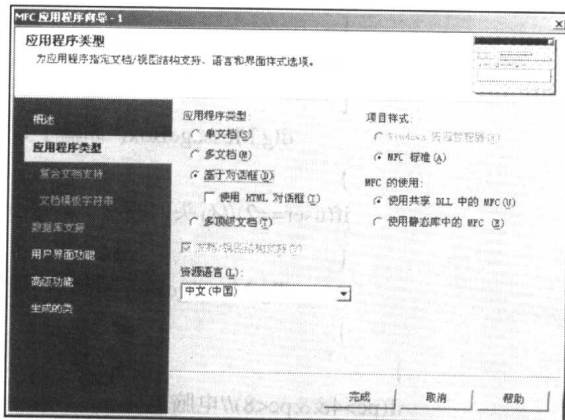 MFC 应用程序向导 - 1
应用程序类型
为应用程序指定文档/视图结构支持、语言和界面样式选项。
概述
应用程序类型
复合文档支持
文档模板字符串
数据库支持
用户界面功能
高级功能
生成的类
应用程序类型:
单文档(S)
多文档(M)
基于对话框(D)
使用 HTML 对话框(T)
多顶级文档(T)
文档/视图结构支持(V)
资源语言(L):
中文(中国)
项目样式:
Windows 资源管理器(X)
MFC 标准(A)
MFC 的使用:
使用共享 DLL 中的 MFC(U)
使用静态库中的 MFC (E)
完成
取消
帮助